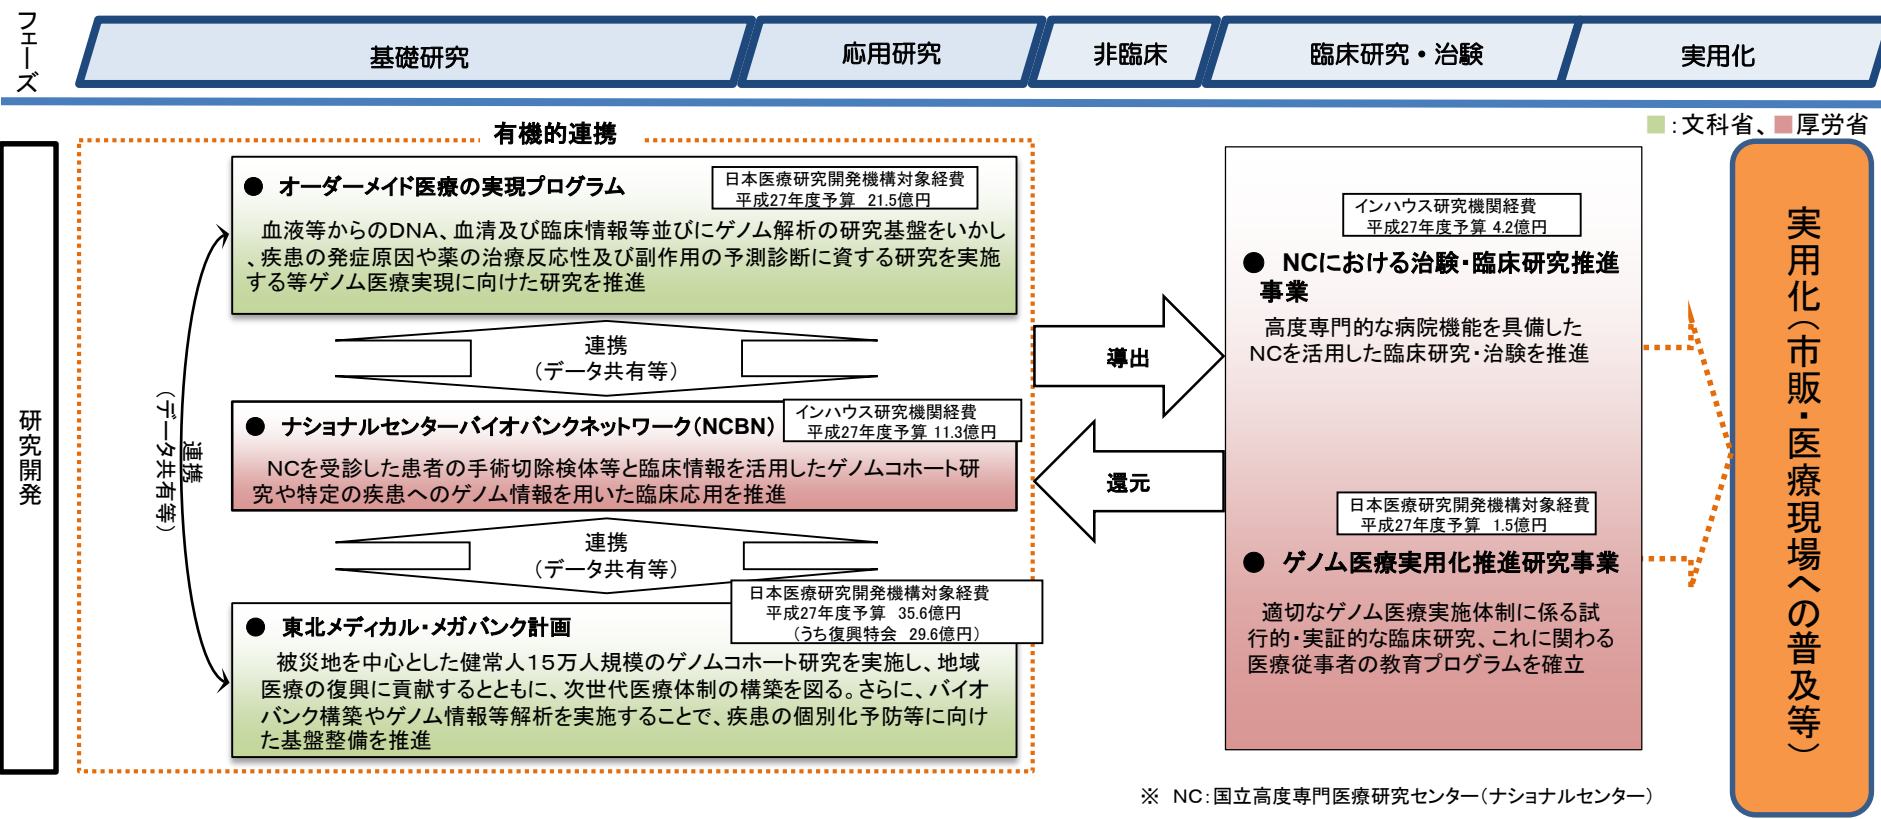 フェーズ
基礎研究
応用研究
非臨床
臨床研究・治験
実用化
■:文科省、■厚労省
研究開発
有機的連携
連携
(データ共有等)
● オーダーメイド医療の実現プログラム
日本医療研究開発機構対象経費
平成27年度予算 21.5億円
血液等からのDNA、血清及び臨床情報等並びにゲノム解析の研究基盤をいかし
、疾患の発症原因や薬の治療反応性及び副作用の予測診断に資する研究を実施
する等ゲノム医療実現に向けた研究を推進
連携
(データ共有等)
● ナショナルセンターバイオバンクネットワーク(NCBN)
インハウス研究機関経費
平成27年度予算 11.3億円
NCを受診した患者の手術切除検体等と臨床情報を活用したゲノムコホート研
究や特定の疾患へのゲノム情報を用いた臨床応用を推進
連携
(データ共有等)
● 東北メディカル・メガバンク計画
日本医療研究開発機構対象経費
平成27年度予算 35.6億円
(うち復興特会 29.6億円)
被災地を中心とした健常人15万人規模のゲノムコホート研究を実施し、地域
医療の復興に貢献するとともに、次世代医療体制の構築を図る。さらに、バイオ
バンク構築やゲノム情報等解析を実施することで、疾患の個別化予防等に向け
た基盤整備を推進
導出
還元
インハウス研究機関経費
平成27年度予算 4.2億円
● NCにおける治験・臨床研究推進
事業
高度専門的な病院機能を具備した
NCを活用した臨床研究・治験を推進
日本医療研究開発機構対象経費
平成27年度予算 1.5億円
● ゲノム医療実用化推進研究事業
適切なゲノム医療実施体制に係る試
行的・実証的な臨床研究、これに関わる
医療従事者の教育プログラムを確立
実用化(市販・医療現場への普及等)
※ NC:国立高度専門医療研究センター(ナショナルセンター)